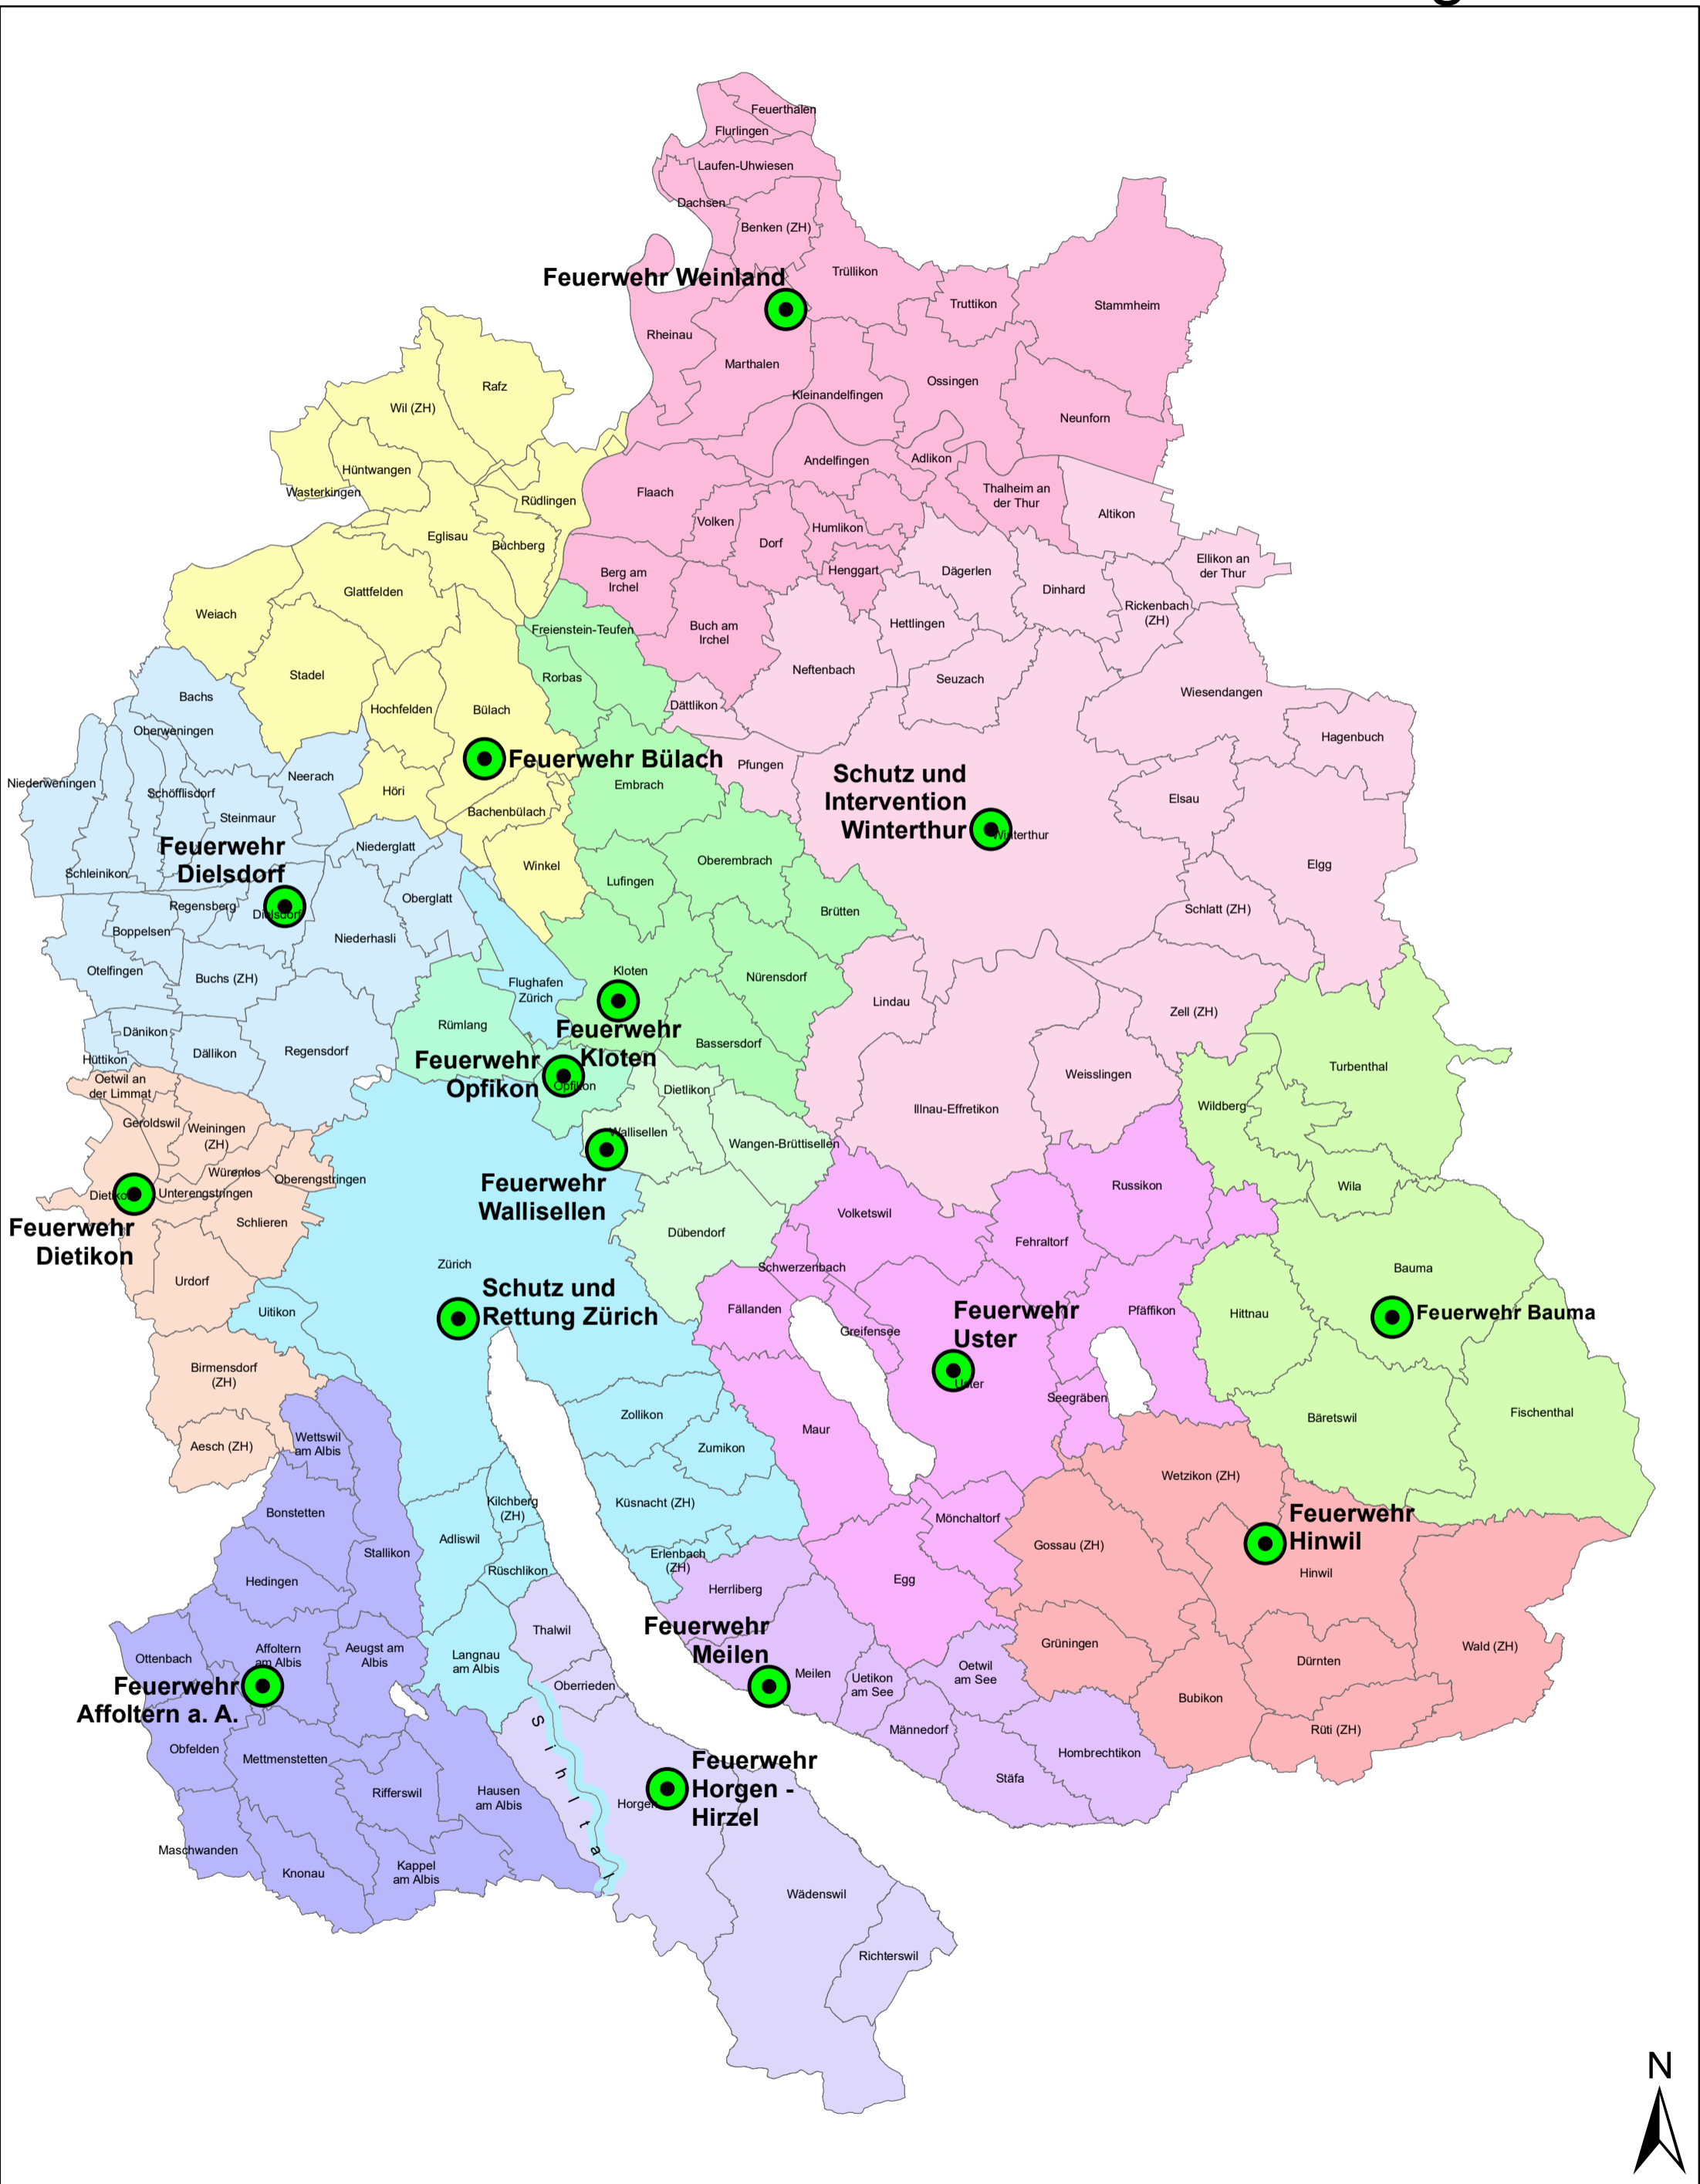 Feuerthalen
Flurlingen
Laufen-Uhwiesen
Dachsen
Benken (ZH)
Feuerwehr Weinland
Trüllikon
Truttikon
Stammheim
Rheinau
Marthalen
Kleinandelfingen
Ossingen
Neunforn
Rafz
Wil (ZH)
Hüntwangen
Wasterkingen
Rüdlingen
Eglisau
Buchberg
Andelfingen
Adlikon
Flaach
Volken
Dorf
Humlikon
Henggart
Thalheim an
der Thur
Altikon
Ellikon an
der Thur
Berg am
Irchel
Buch am
Irchel
Dägerlen
Dinhard
Rickenbach
(ZH)
Hettlingen
Weiach
Glattfelden
Stadel
Freienstein-Teufen
Rorbas
Neftenbach
Seuzach
Wiesendangen
Dättlikon
Hagenbuch
Bachs
Hochfelden
Bülach
Oberweningen
Feuerwehr Bülach
Pfungen
Schutz und
Intervention
Winterthur
Winterthur
Elsau
Niederweningen
Schöfflisdorf
Neerach
Höri
Embrach
Steinmaur
Bachenbülach
Feuerwehr
Dielsdorf
Niederglatt
Winkel
Oberembrach
Elgg
Schleinikon
Lufingen
Regensberg
Dielsdorf
Oberglatt
Brütten
Schlatt (ZH)
Boppelsen
Niederhasli
Otelfingen
Buchs (ZH)
Flughafen
Zürich
Kloten
Nürensdorf
Lindau
Zell (ZH)
Feuerwehr
Kloten
Rümlang
Dänikon
Hüttikon
Dällikon
Regensdorf
Bassersdorf
Feuerwehr
Opfikon
Opfikon
Dietlikon
Weisslingen
Turbenthal
Oetwil an
der Limmat
Illnau-Effretikon
Wildberg
Geroldswil
Weiningen
(ZH)
Wallisellen
Wangen-Brüttisellen
Würenlos
Oberengstringen
Dietikon
Unterengstringen
Feuerwehr
Wallisellen
Russikon
Wila
Feuerwehr
Dietikon
Schlieren
Volketswil
Dübendorf
Fehraltorf
Zürich
Schwerzenbach
Bauma
Urdorf
Uitikon
Schutz und
Rettung Zürich
Fällanden
Greifensee
Feuerwehr
Uster
Uster
Pfäffikon
Hittnau
Feuerwehr Bauma
Birmensdorf
(ZH)
Seegräben
Bäretswil
Fischenthal
Zollikon
Zumikon
Maur
Aesch (ZH)
Wettswil
am Albis
Wetzikon (ZH)
Küsnacht (ZH)
Kilchberg
(ZH)
Bonstetten
Mönchaltorf
Feuerwehr
Hinwil
Adliswil
Stallikon
Gossau (ZH)
Erlenbach
(ZH)
Rüschlikon
Hinwil
Hedingen
Herrliberg
Egg
Thalwil
Feuerwehr
Meilen
Grüningen
Wald (ZH)
Ottenbach
Affoltern
am Albis
Aeugst am
Albis
Langnau
am Albis
Meilen
Uetikon
am See
Oetwil
am See
Dürnten
Feuerwehr
Affoltern a. A.
Oberrieden
Bubikon
Männedorf
Rüti (ZH)
Obfelden
Mettmenstetten
Sihltal
Hombrechtikon
Feuerwehr
Horgen -
Hirzel
Horgen
Stäfa
Rifferswil
Hausen
am Albis
Maschwanden
Knonau
Kappel
am Albis
Wädenswil
Richterswil
N